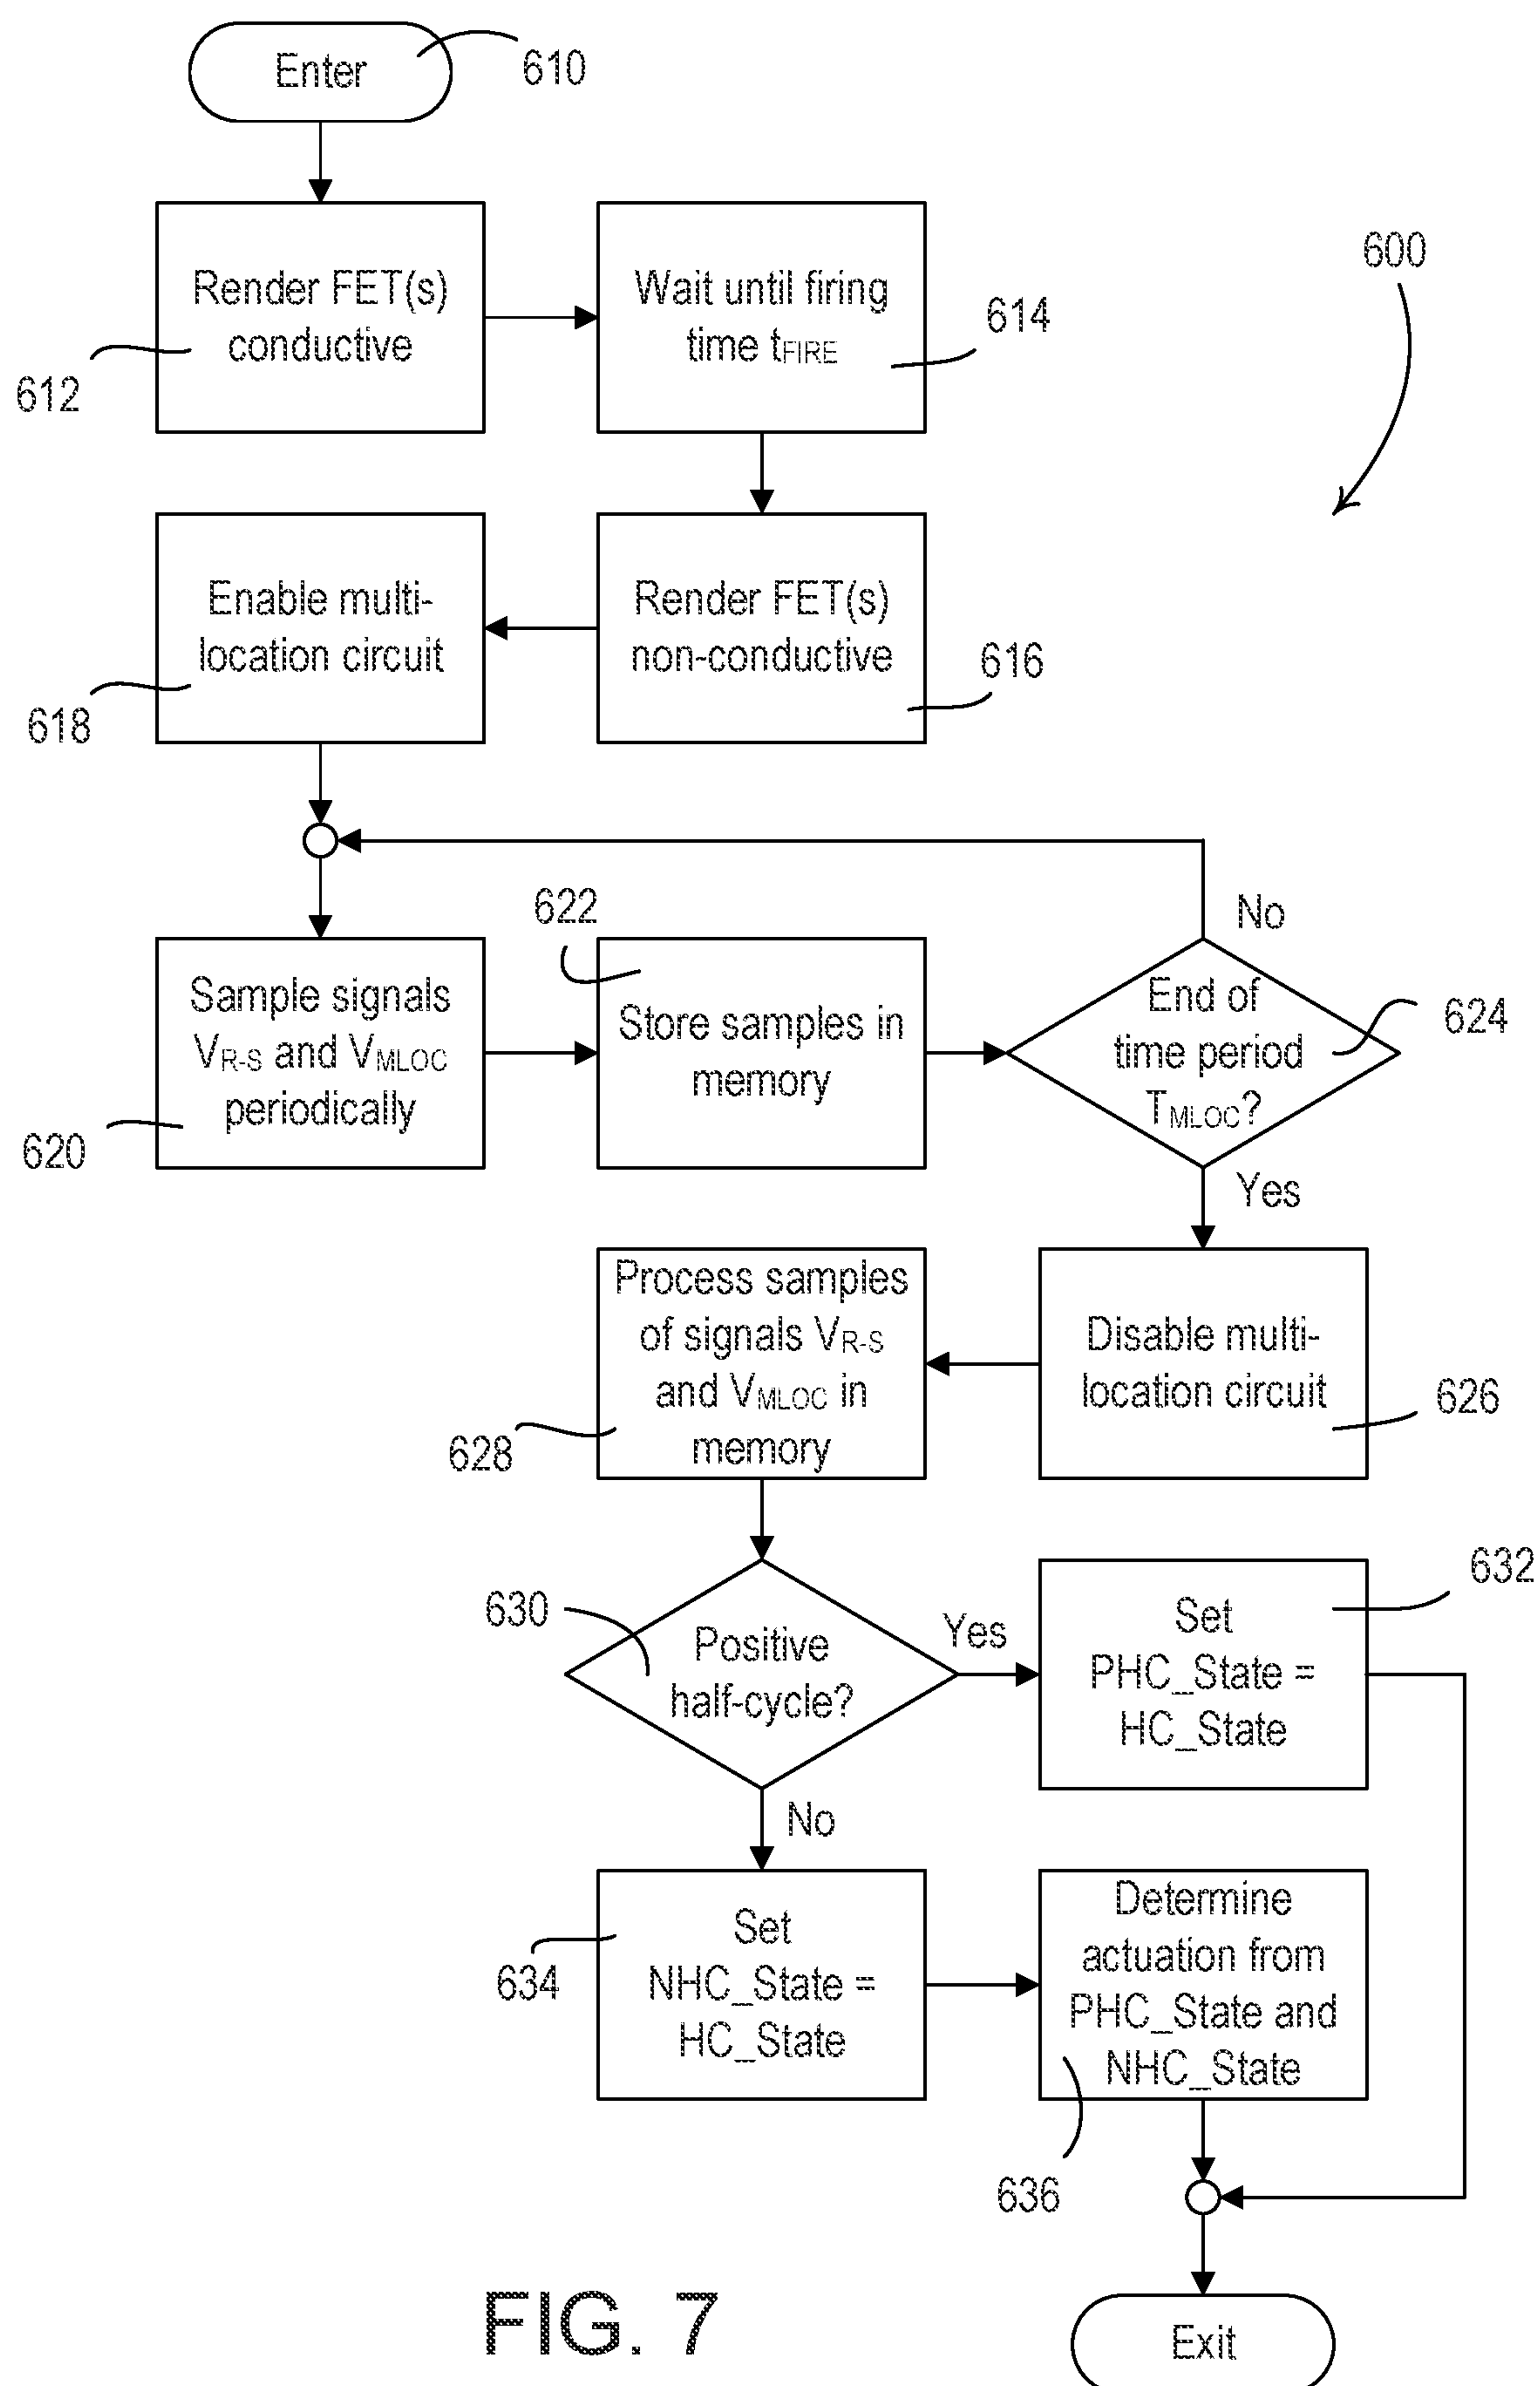 Enter
610
Render FET(s)
conductive
612
Wait until firing
time tFIRE
614
600
Enable multi-
location circuit
618
Render FET(s)
non-conductive
616
622
No
Sample signals
VR-S and VMLOC
periodically
620
Store samples in
memory
End of
time period
TMLOC?
624
Yes
Process samples
of signals VR-S
and VMLOC in
memory
628
Disable multi-
location circuit
626
630
Positive
half-cycle?
Yes
No
Set
PHC_State =
HC_State
632
Set
NHC_State =
HC_State
634
Determine
actuation from
PHC_State and
NHC_State
636
Exit
FIG. 7